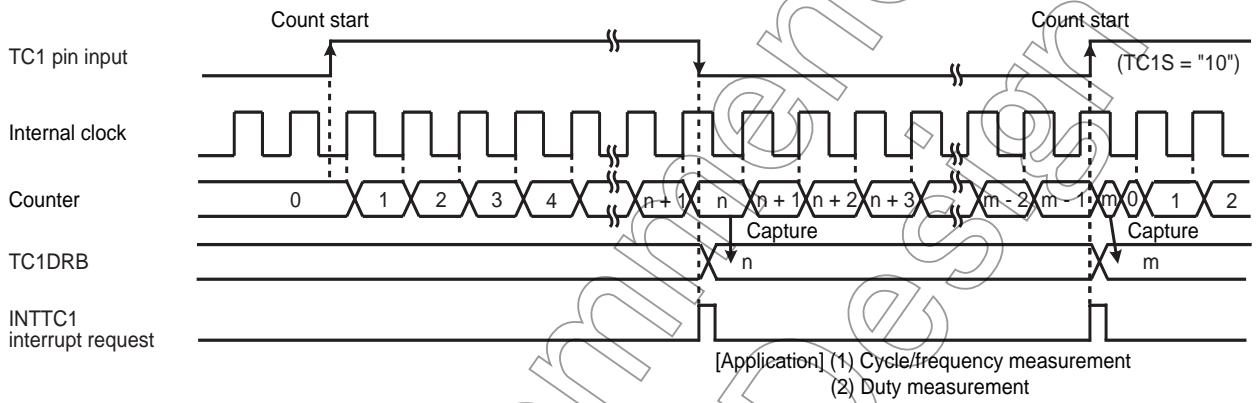 Count start
Count start
TC1 pin input
(TC1S = "10")
Internal clock
Counter
0 1 2 3 4 n + 1 n n + 1 n + 2 n + 3 m - 2 m - 1 m 0 1 2
Capture
Capture
TC1DRB
n
m
INTTC1
interrupt request
[Application] (1) Cycle/frequency measurement
(2) Duty measurement